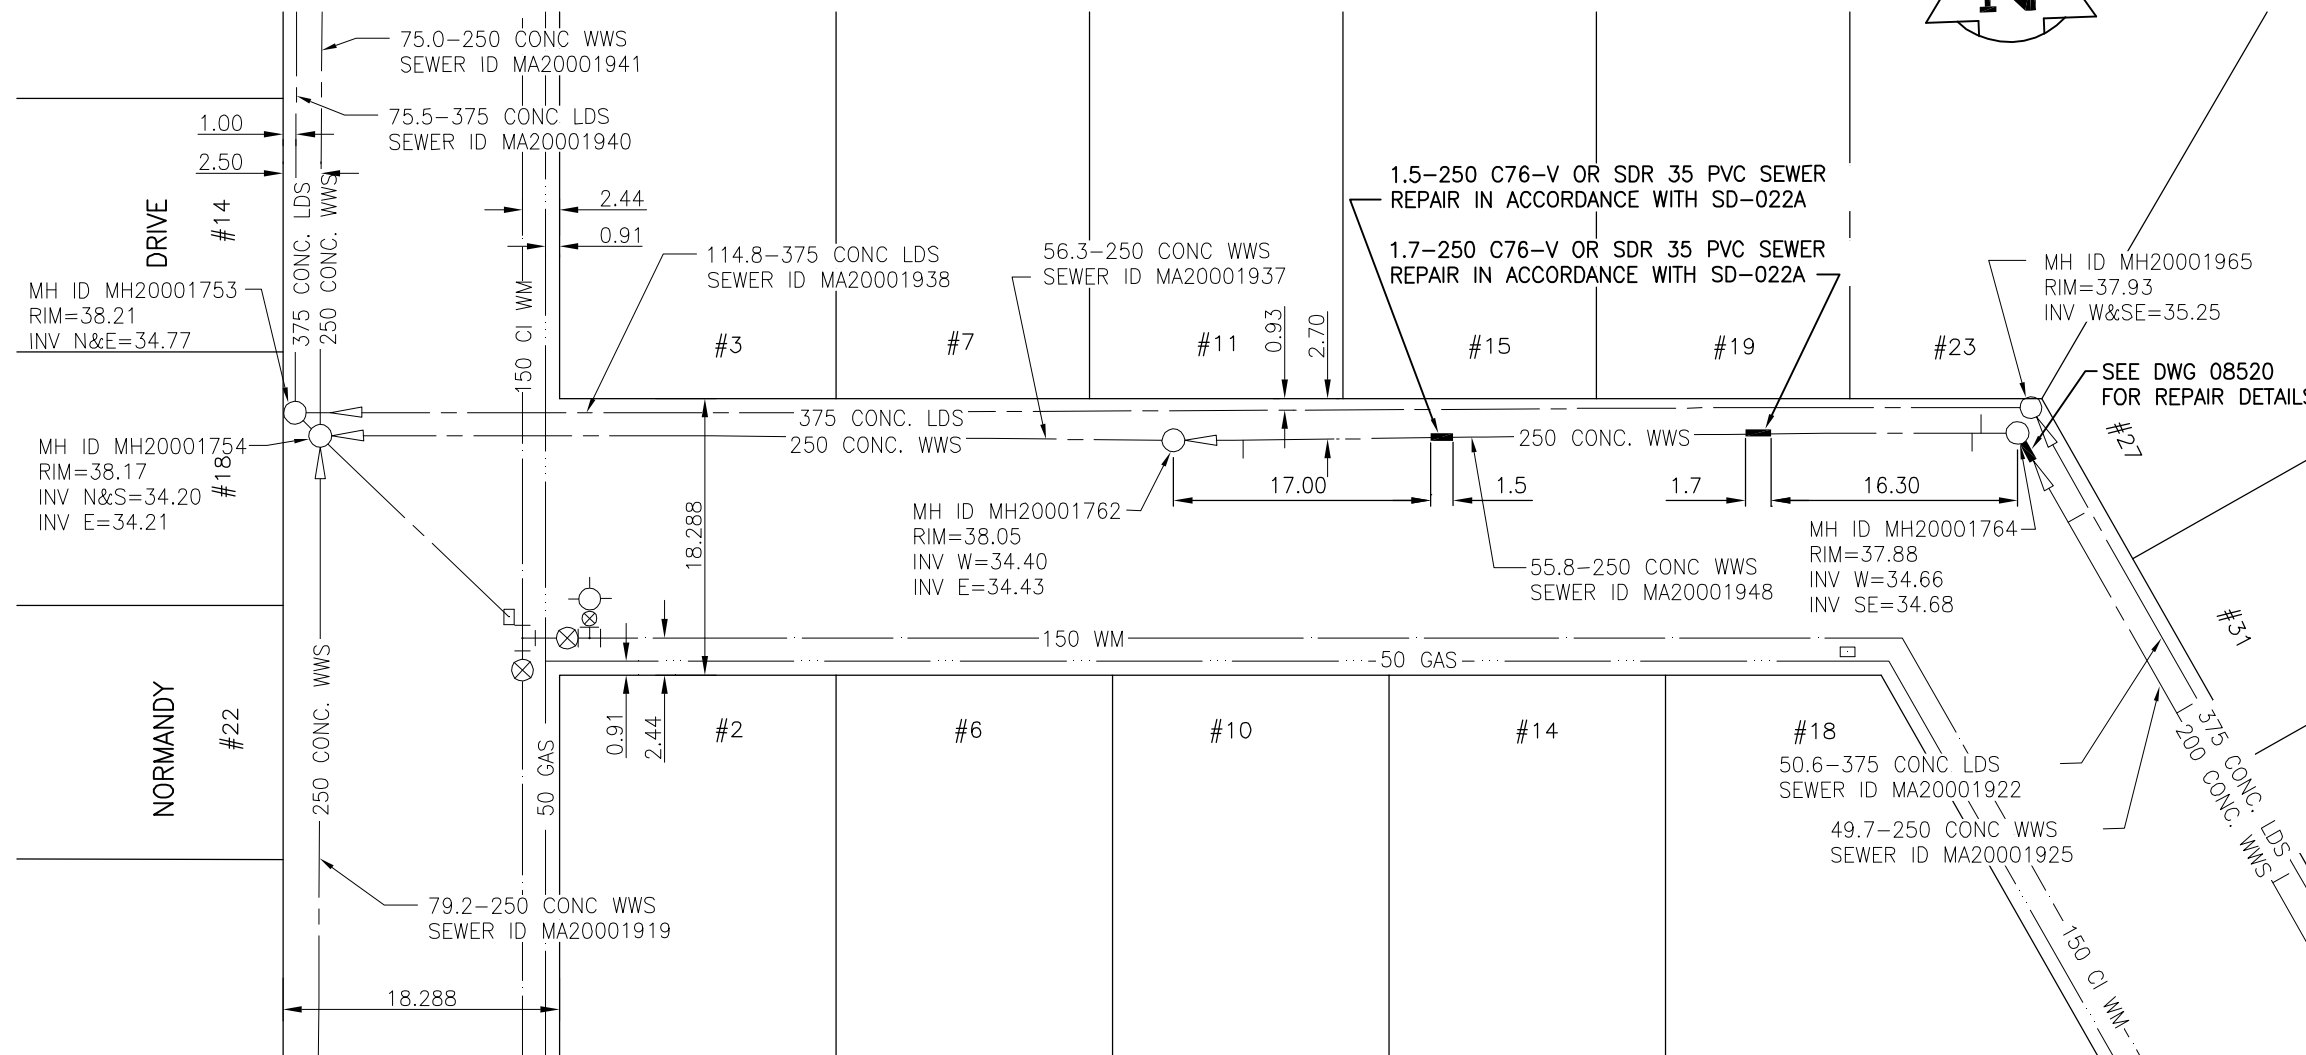 N
75.0-250 CONC WWS
SEWER ID MA20001941
75.5-375 CONC LDS
SEWER ID MA20001940
1.00
2.50
DRIVE
#14
375 CONC. LDS
250 CONC. WWS
2.44
0.91
150 CI WM
114.8-375 CONC LDS
SEWER ID MA20001938
56.3-250 CONC WWS
SEWER ID MA20001937
1.5-250 C76-V OR SDR 35 PVC SEWER
REPAIR IN ACCORDANCE WITH SD-022A
1.7-250 C76-V OR SDR 35 PVC SEWER
REPAIR IN ACCORDANCE WITH SD-022A
MH ID MH20001965
RIM=37.93
INV W&SE=35.25
MH ID MH20001753
RIM=38.21
INV N&E=34.77
#3
#7
#11
0.93
2.70
#15
#19
#23
SEE DWG 08520
FOR REPAIR DETAILS
375 CONC. LDS
250 CONC. WWS
250 CONC. WWS
#27
MH ID MH20001754
RIM=38.17
INV N&S=34.20
INV E=34.21
#18
17.00
1.5
1.7
16.30
18.288
MH ID MH20001762
RIM=38.05
INV W=34.40
INV E=34.43
55.8-250 CONC WWS
SEWER ID MA20001948
MH ID MH20001764
RIM=37.88
INV W=34.66
INV SE=34.68
#31
150 WM
50 GAS
NORMANDY
#22
250 CONC. WWS
50 GAS
0.91
2.44
#2
#6
#10
#14
#18
50.6-375 CONC LDS
SEWER ID MA20001922
49.7-250 CONC WWS
SEWER ID MA20001925
375 CONC. LDS
200 CONC. WWS
79.2-250 CONC WWS
SEWER ID MA20001919
18.288
150 CI WM